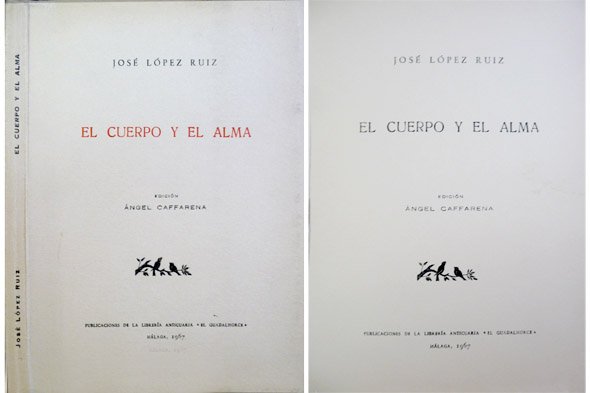 EL CUERPO Y EL ALMA
JOSÉ LÓPEZ RUIZ
JOSÉ LÓPEZ RUIZ
EL CUERPO Y EL ALMA
EDICIÓN
ÁNGEL CAFFARENA
PUBLICACIONES DE LA LIBRERÍA ANTICUARIA «EL GUADALHORCE»
MÁLAGA, 1967
JOSÉ LÓPEZ RUIZ
EL CUERPO Y EL ALMA
EDICIÓN
ÁNGEL CAFFARENA
PUBLICACIONES DE LA LIBRERÍA ANTICUARIA «EL GUADALHORCE»
MÁLAGA, 1967